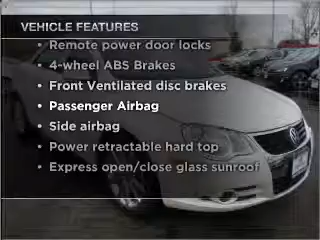 VEHICLE FEATURES
• Remote power door locks
• 4-wheel ABS Brakes
• Front Ventilated disc brakes
• Passenger Airbag
• Side airbag
• Power retractable hard top
• Express open/close glass sunroof